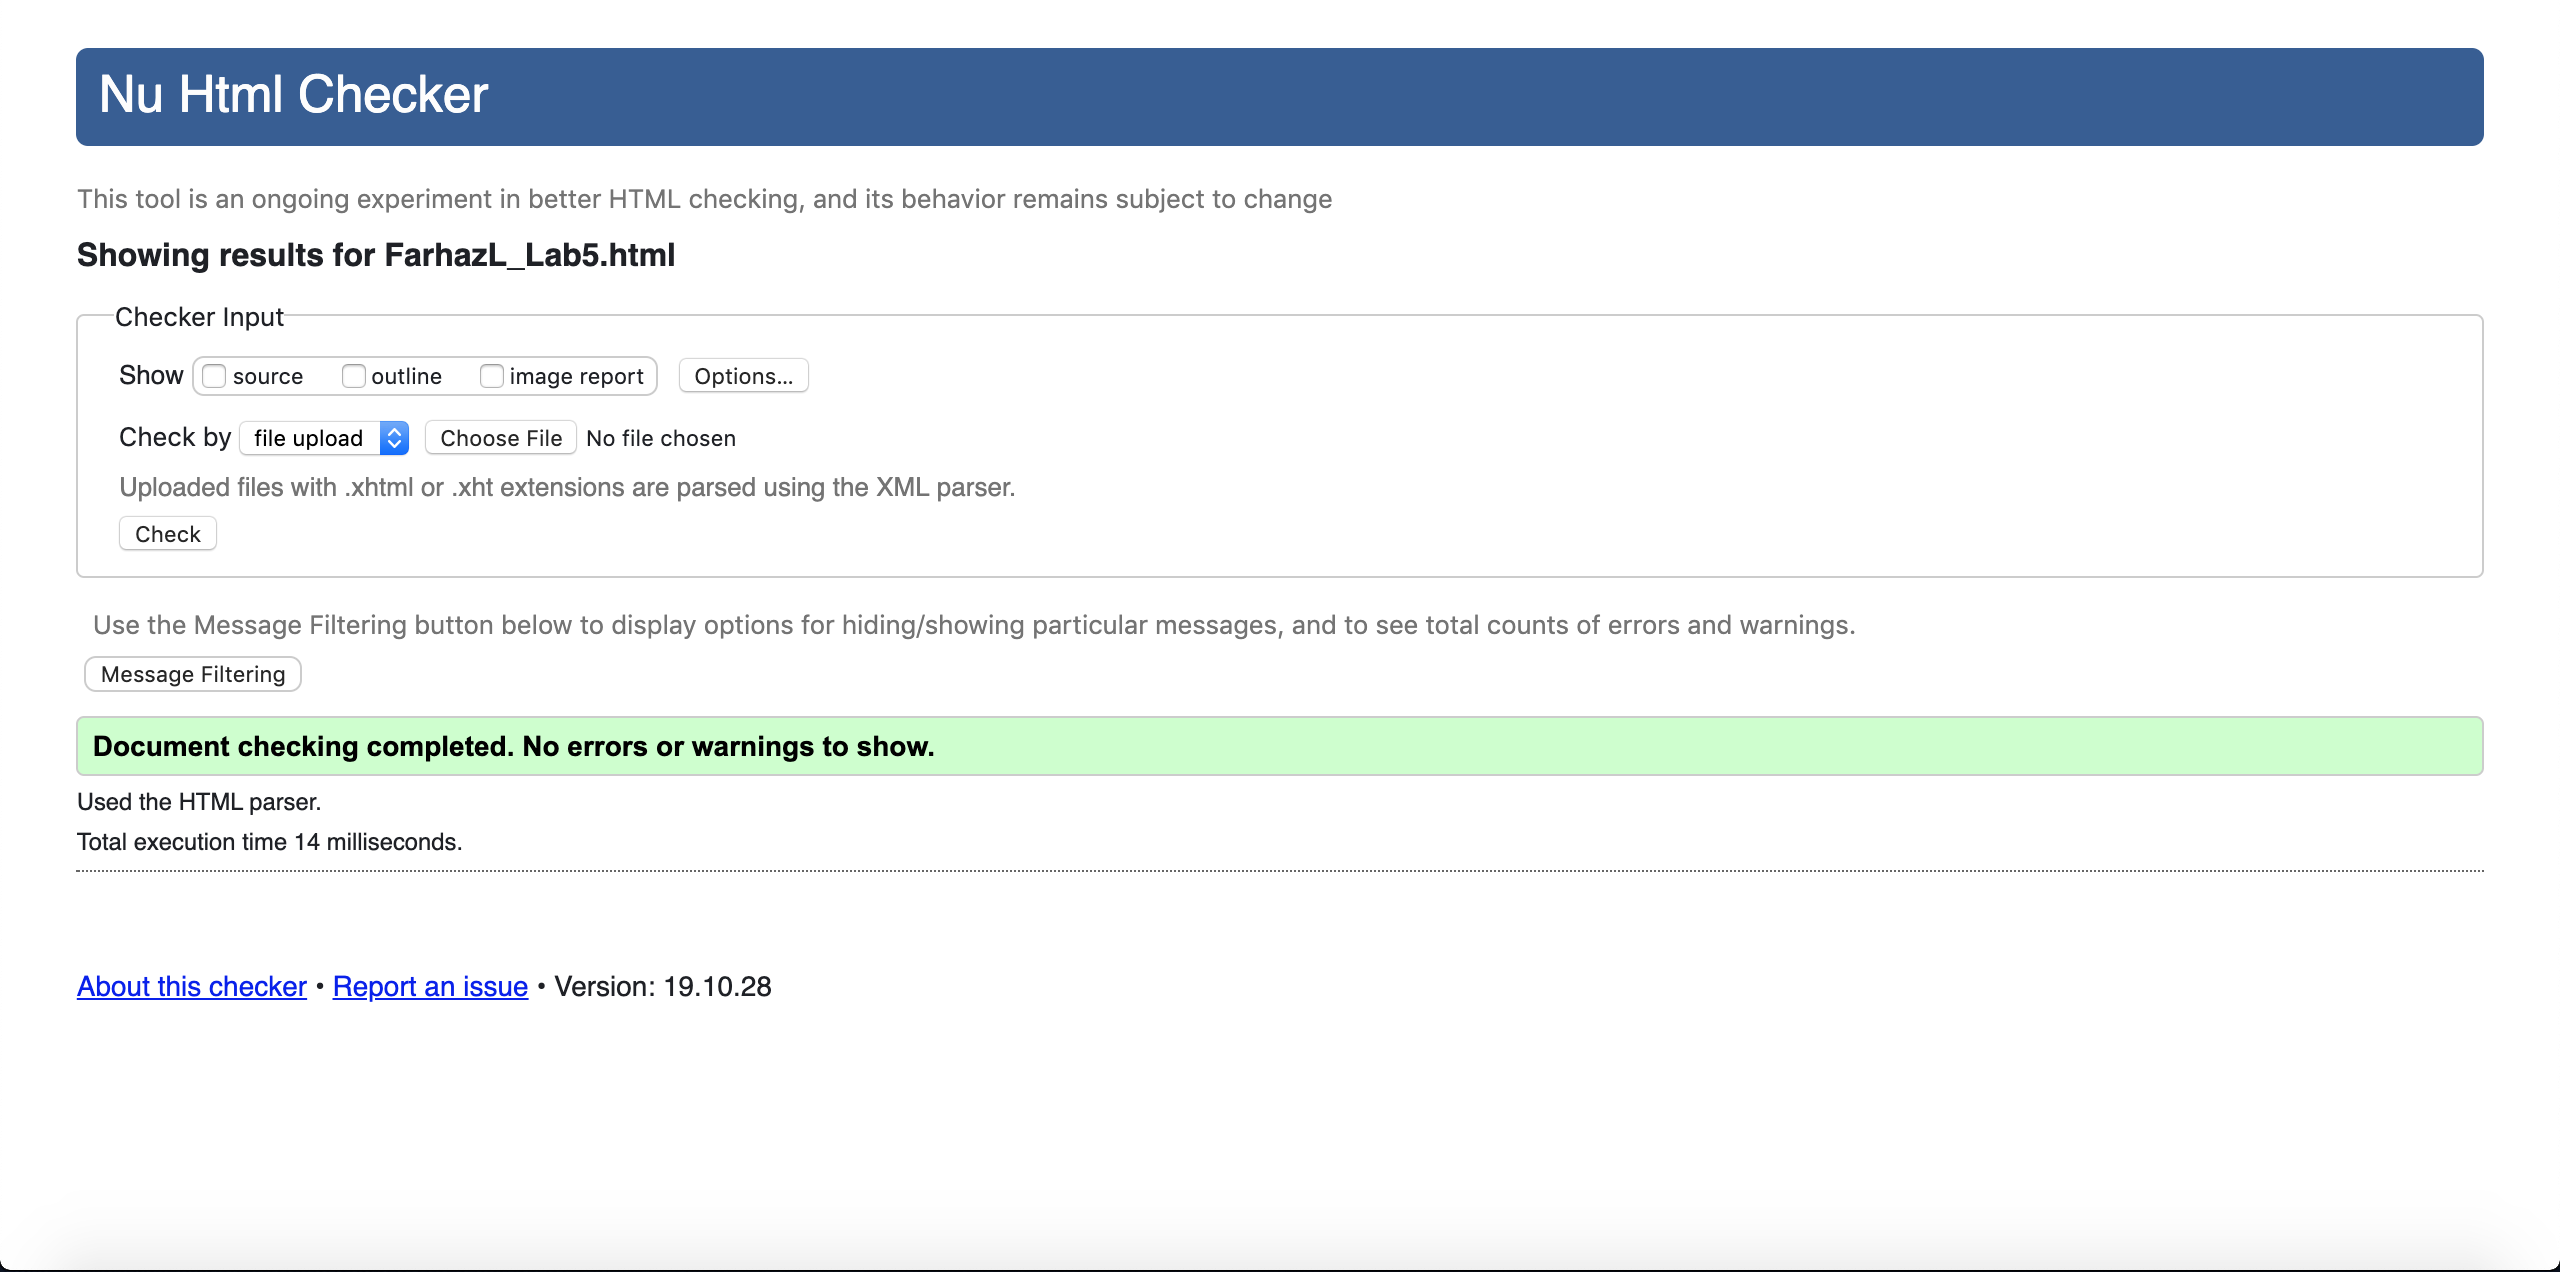 Nu Html Checker
This tool is an ongoing experiment in better HTML checking, and its behavior remains subject to change
Showing results for FarhazL_Lab5.html
Checker Input
Show source outline image report Options...
Check by file upload Choose File No file chosen
Uploaded files with .xhtml or .xht extensions are parsed using the XML parser.
Check
Use the Message Filtering button below to display options for hiding/showing particular messages, and to see total counts of errors and warnings.
Message Filtering
Document checking completed. No errors or warnings to show.
Used the HTML parser.
Total execution time 14 milliseconds.
About this checker • Report an issue • Version: 19.10.28